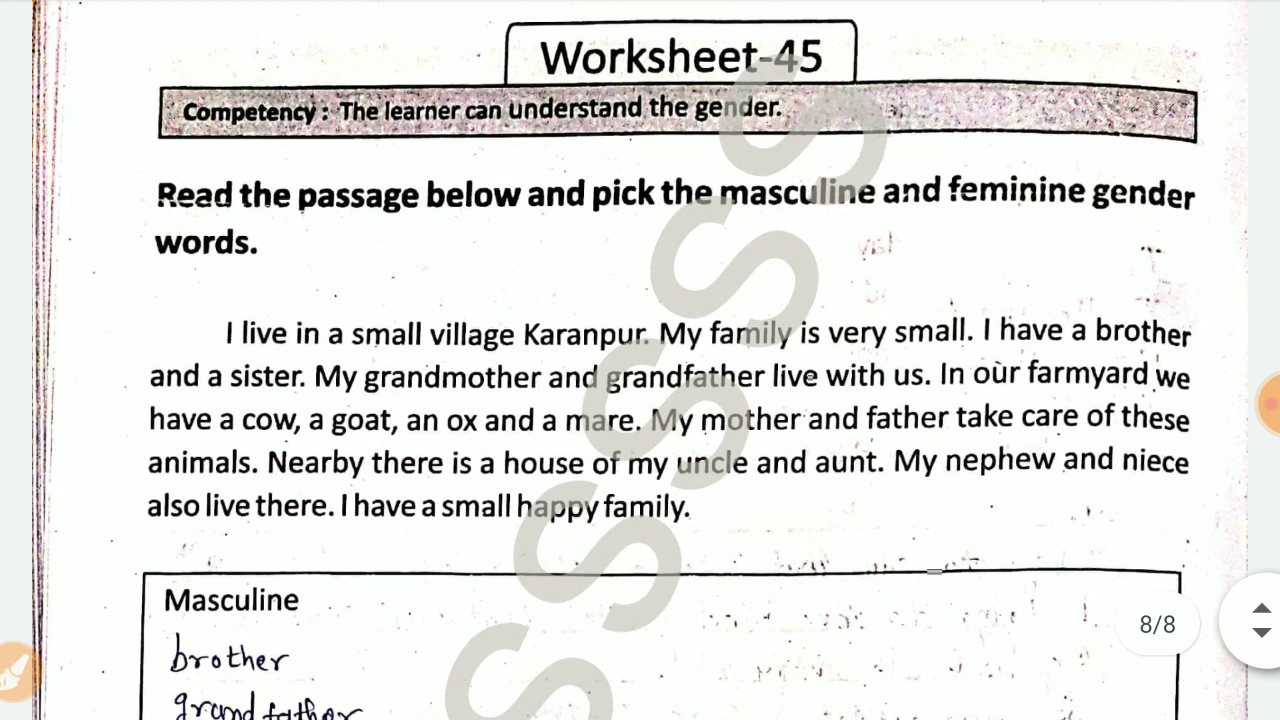 Worksheet-45
Competency : The learner can understand the gender.
Read the passage below and pick the masculine and feminine gender
words.
I live in a small village Karanpur. My family is very small. I have a brother
and a sister. My grandmother and grandfather live with us. In our farmyard we
have a cow, a goat, an ox and a mare. My mother and father take care of these
animals. Nearby there is a house of my uncle and aunt. My nephew and niece
also live there. I have a small happy family.
Masculine
brother
grand father
8/8